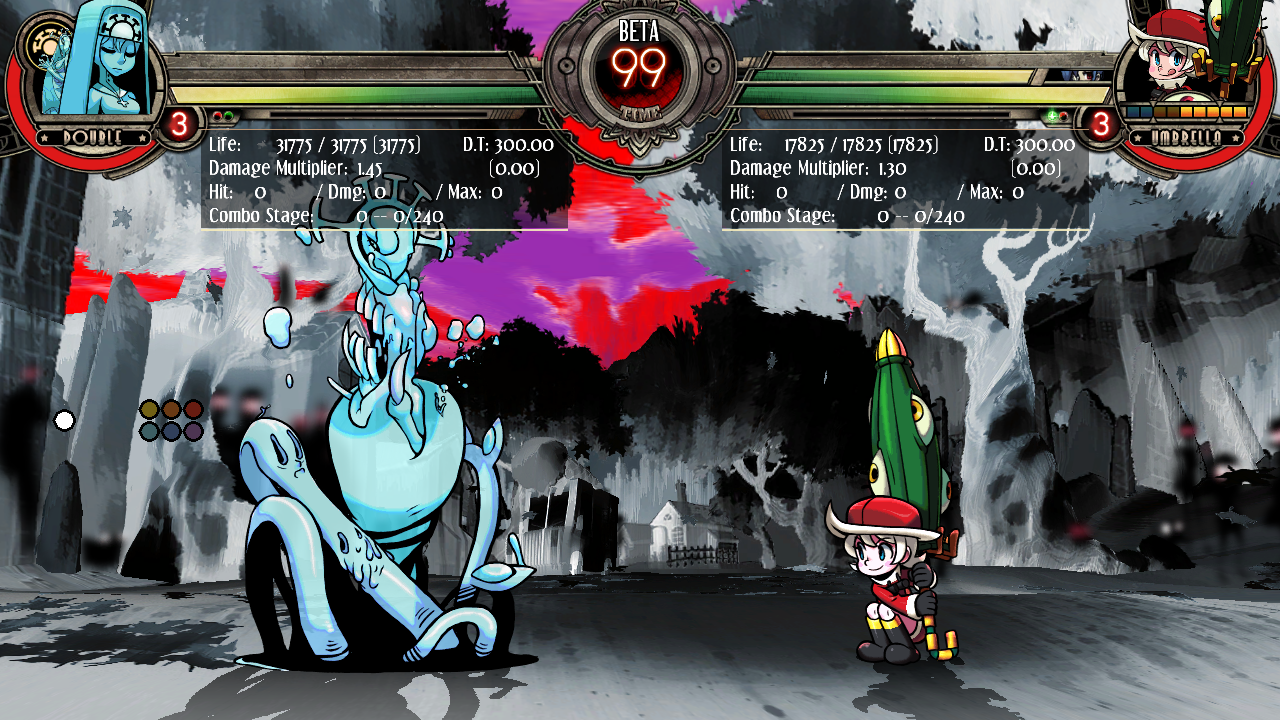 BETA
99
TIME
DOUBLE
3
3
UMBRELLA
Life: 31775 / 31775 (31775) D.T: 300.00
Damage Multiplier: 1.45 (0.00)
Hit: 0 / Dmg: 0 / Max: 0
Combo Stage: 0 -- 0/240
Life: 17825 / 17825 (17825) D.T: 300.00
Damage Multiplier: 1.30 (0.00)
Hit: 0 / Dmg: 0 / Max: 0
Combo Stage: 0 -- 0/240